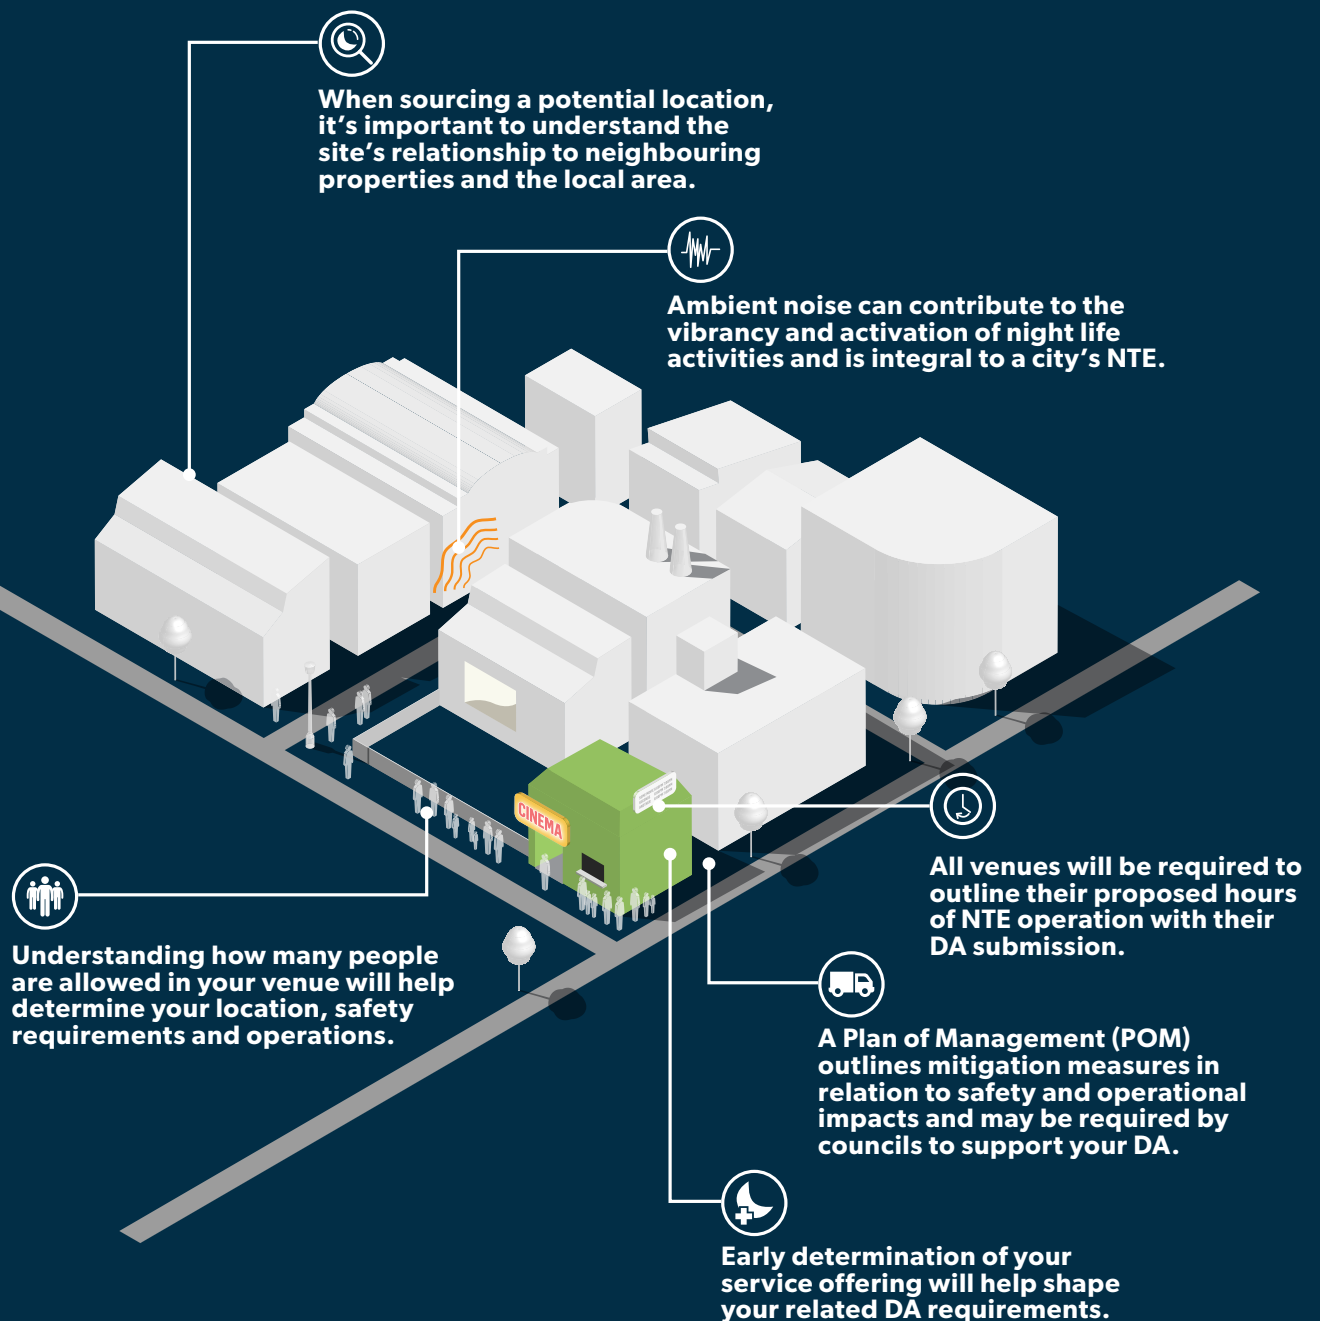 When sourcing a potential location,
it’s important to understand the
site’s relationship to neighbouring
properties and the local area.
Ambient noise can contribute to the
vibrancy and activation of night life
activities and is integral to a city’s NTE.
CINEMA
All venues will be required to
outline their proposed hours
of NTE operation with their
DA submission.
Understanding how many people
are allowed in your venue will help
determine your location, safety
requirements and operations.
A Plan of Management (POM)
outlines mitigation measures in
relation to safety and operational
impacts and may be required by
councils to support your DA.
Early determination of your
service offering will help shape
your related DA requirements.